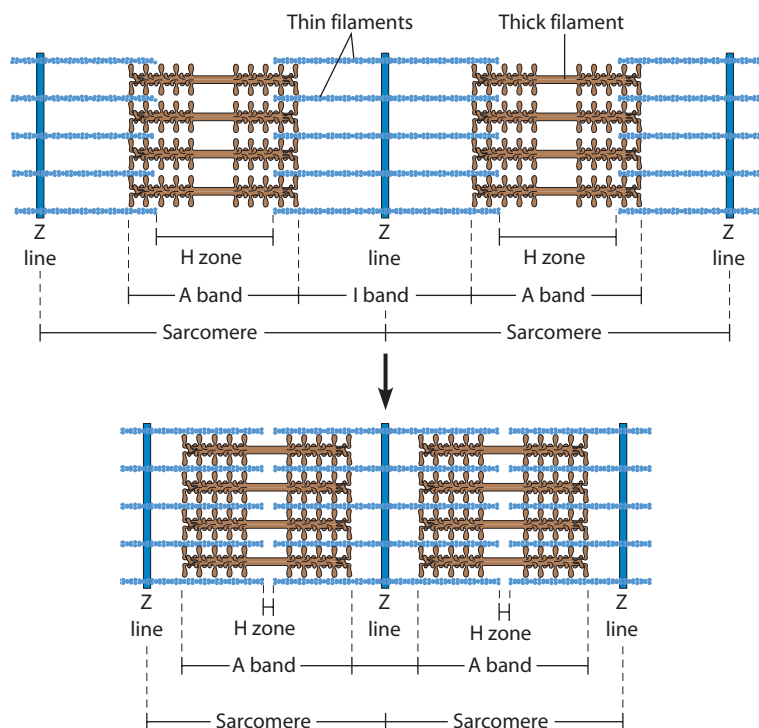 Thin filaments Thick filament
Z Z Z
line H zone line H zone line
A band I band A band
Sarcomere Sarcomere
Z Z Z
line H zone line H zone line
A band A band
Sarcomere Sarcomere